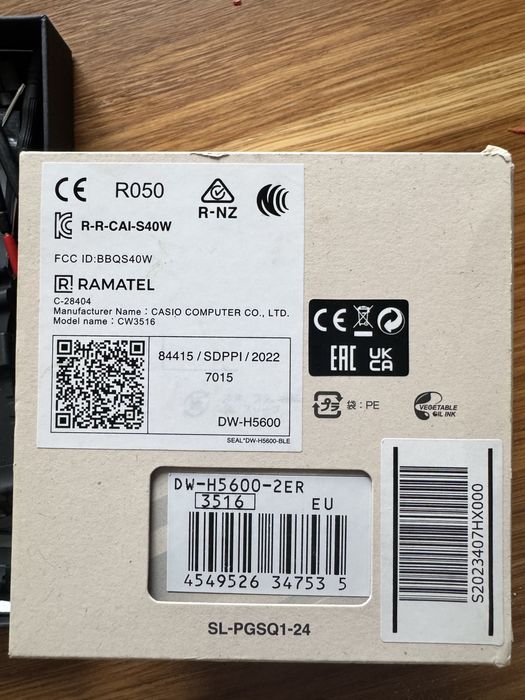 CE R050 R-NZ
R-R-CAI-S40W
FCC ID:BBQS40W
RAMATEL
C-28404
Manufacturer Name : CASIO COMPUTER CO., LTD.
Model name : CW3516
84415 / SDPPI / 2022
7015
DW-H5600
SEAL*DW-H5600-BLE
CE
EAC UK
CA
袋 : PE
VEGETABLE
OIL INK
DW-H5600-2ER
3516 EU
4549526 34753 5
S2023407HX000
SL-PGSQ1-24